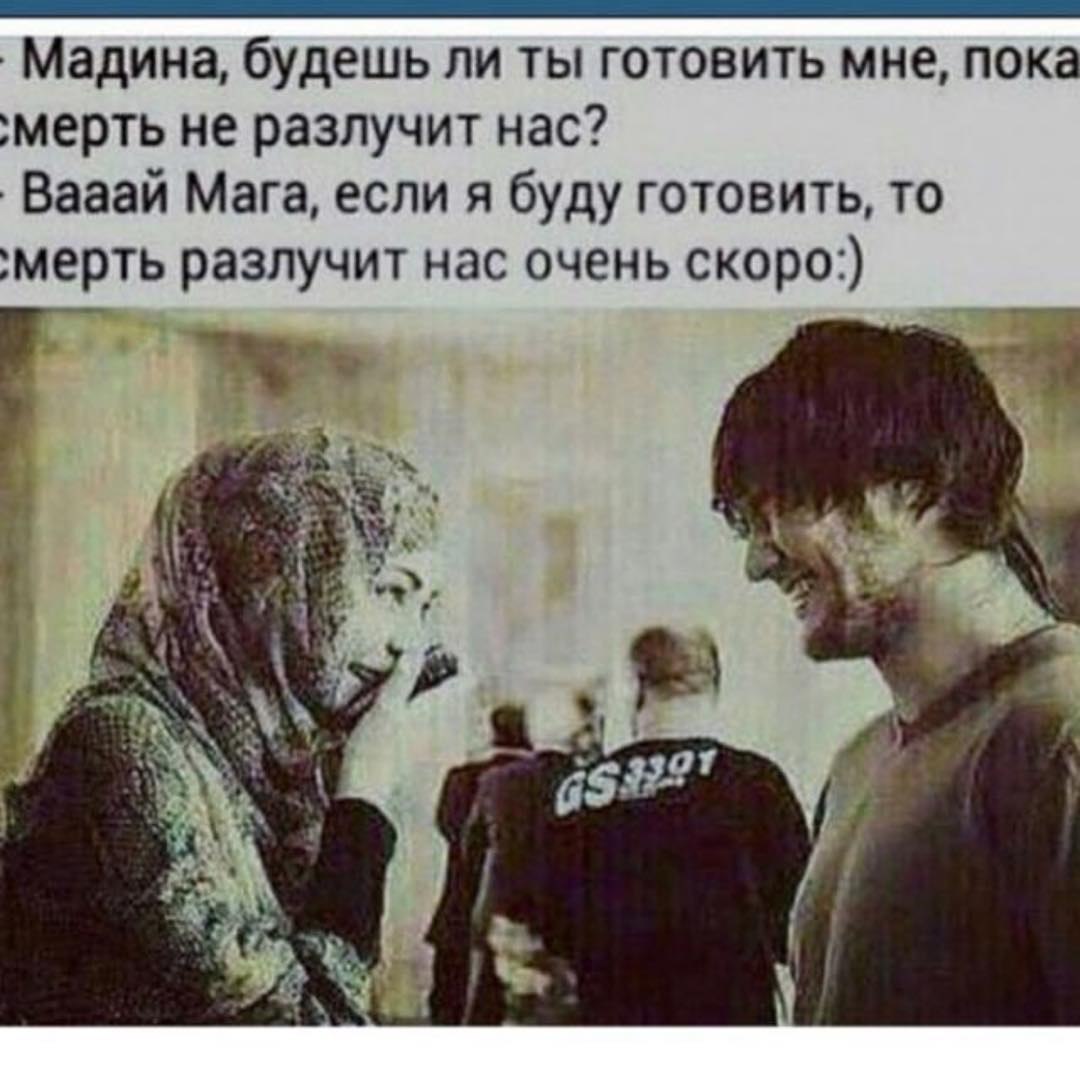 - Мадина, будешь ли ты готовить мне, пока
смерть не разлучит нас?
- Вааай Мага, если я буду готовить, то
смерть разлучит нас очень скоро:)
GS3301